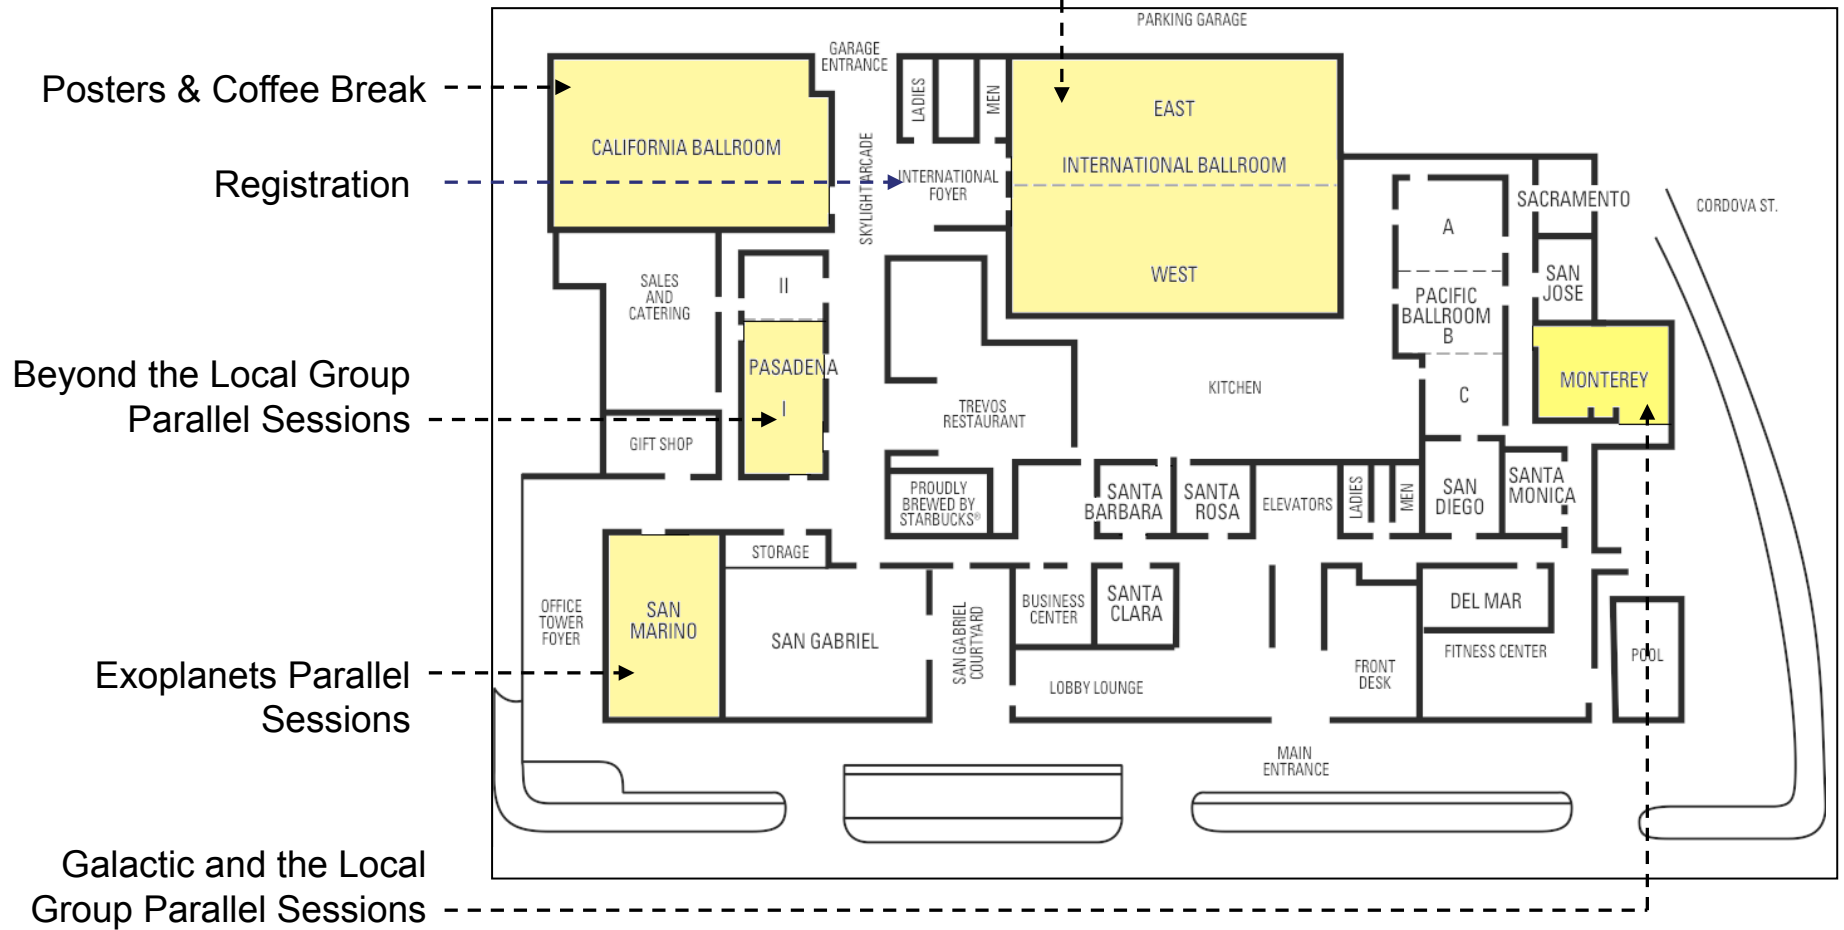 PARKING GARAGE
GARAGE
ENTRANCE
Posters & Coffee Break
CALIFORNIA BALLROOM
LADIES
MEN
EAST
INTERNATIONAL BALLROOM
WEST
Registration
SKYLIGHT ARCADE
INTERNATIONAL
FOYER
SACRAMENTO
CORDOVA ST.
A
PACIFIC
BALLROOM
B
C
SAN
JOSE
SALES
AND
CATERING
II
PASADENA
I
Beyond the Local Group
Parallel Sessions
MONTEREY
KITCHEN
TREVOS
RESTAURANT
GIFT SHOP
PROUDLY
BREWED BY
STARBUCKS®
SANTA
BARBARA
SANTA
ROSA
ELEVATORS
LADIES
MEN
SAN
DIEGO
SANTA
MONICA
STORAGE
OFFICE
TOWER
FOYER
SAN
MARINO
SAN GABRIEL
SAN GABRIEL
COURTYARD
BUSINESS
CENTER
SANTA
CLARA
DEL MAR
FITNESS CENTER
POOL
Exoplanets Parallel
Sessions
LOBBY LOUNGE
FRONT
DESK
MAIN
ENTRANCE
Galactic and the Local
Group Parallel Sessions